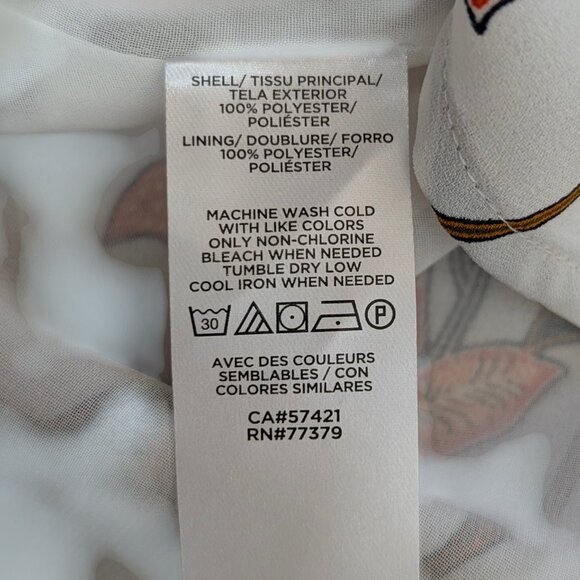 SHELL/ TISSU PRINCIPAL/
TELA EXTERIOR
100% POLYESTER/
POLIÉSTER
LINING/ DOUBLURE/ FORRO
100% POLYESTER/
POLIÉSTER
MACHINE WASH COLD
WITH LIKE COLORS
ONLY NON-CHLORINE
BLEACH WHEN NEEDED
TUMBLE DRY LOW
COOL IRON WHEN NEEDED
30 P
AVEC DES COULEURS
SEMBLABLES / CON
COLORES SIMILARES
CA#57421
RN#77379